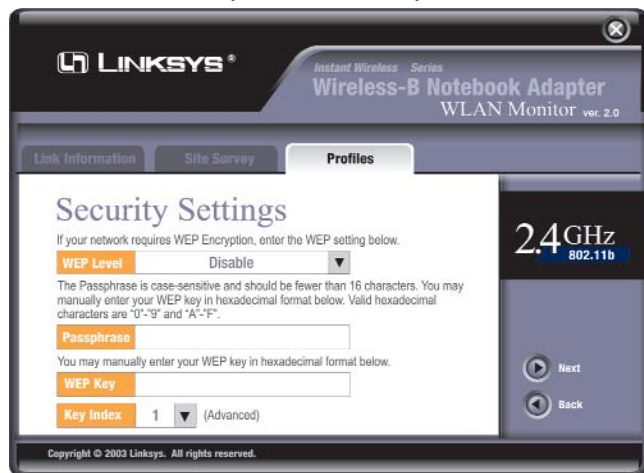 LINKSYS®
Instant Wireless Series
Wireless-B Notebook Adapter
WLAN Monitor ver. 2.0
Link Information
Site Survey
Profiles
Security Settings
If your network requires WEP Encryption, enter the WEP setting below.
WEP Level Disable
The Passphrase is case-sensitive and should be fewer than 16 characters. You may
manually enter your WEP key in hexadecimal format below. Valid hexadecimal
characters are "0"-"9" and "A"-"F".
Passphrase
You may manually enter your WEP key in hexadecimal format below.
WEP Key
Key Index 1 (Advanced)
2.4GHz
802.11b
Next
Back
Copyright © 2003 Linksys. All rights reserved.